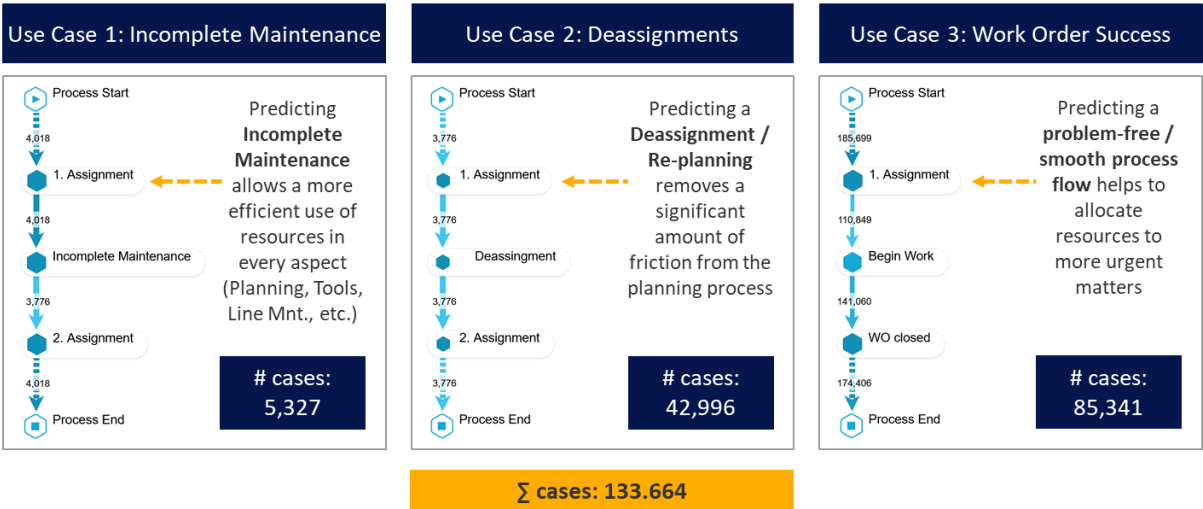 Use Case 1: Incomplete Maintenance
Process Start
4,018
1. Assignment
4,018
Incomplete Maintenance
3,776
2. Assignment
4,018
Process End
Predicting
Incomplete
Maintenance
allows a more
efficient use of
resources in
every aspect
(Planning, Tools,
Line Mnt., etc.)
# cases:
5,327
Use Case 2: Deassignments
Process Start
3,776
1. Assignment
3,776
Deassingment
3,776
2. Assignment
3,776
Process End
Predicting a
Deassignment /
Re-planning
removes a
significant
amount of
friction from the
planning process
# cases:
42,996
Use Case 3: Work Order Success
Process Start
185,699
1. Assignment
110,849
Begin Work
141,060
WO closed
174,406
Process End
Predicting a
problem-free /
smooth process
flow helps to
allocate
resources to
more urgent
matters
# cases:
85,341
∑ cases: 133.664